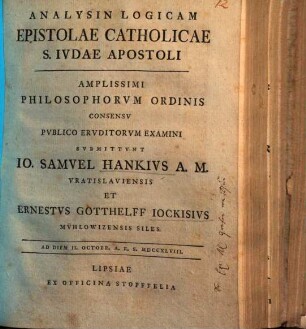 ANALYSIN LOGICAM
EPISTOLAE CATHOLICAE
S. IVDAE APOSTOLI
AMPLISSIMI
PHILOSOPHORVM ORDINIS
CONSENSV
PVBLICO ERVDITORVM EXAMINI
SVBMITTVNT
IO. SAMVEL HANKIVS A. M.
VRATISLAVIENSIS
ET
ERNESTVS GOTTHELFF IOCKISIVS
MVHLOWIZENSIS SILES.
AD DIEM II. OCTOBR. A. R. S. MDCCXLVIII.
LIPSIAE
EX OFFICINA STOPFFELIA